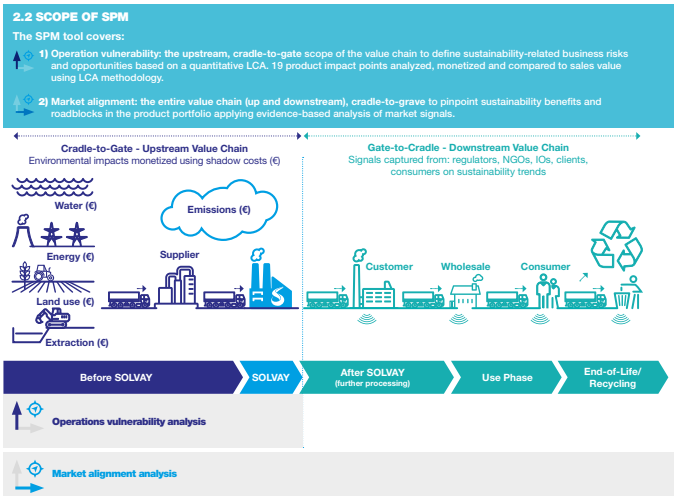 2.2 SCOPE OF SPM
The SPM tool covers:
1) Operation vulnerability: the upstream, cradle-to-gate scope of the value chain to define sustainability-related business risks
and opportunities based on a quantitative LCA. 19 product impact points analyzed, monetized and compared to sales value
using LCA methodology.
2) Market alignment: the entire value chain (up and downstream), cradle-to-grave to pinpoint sustainability benefits and
roadblocks in the product portfolio applying evidence-based analysis of market signals.
Cradle-to-Gate - Upstream Value Chain
Environmental impacts monetized using shadow costs (€)
Gate-to-Cradle - Downstream Value Chain
Signals captured from: regulators, NGOs, IOs, clients,
consumers on sustainability trends
Water (€)
Emissions (€)
Energy (€)
Supplier
Customer
Wholesale
Consumer
Land use (€)
Extraction (€)
Before SOLVAY
SOLVAY
After SOLVAY
(further processing)
Use Phase
End-of-Life/
Recycling
Operations vulnerability analysis
Market alignment analysis